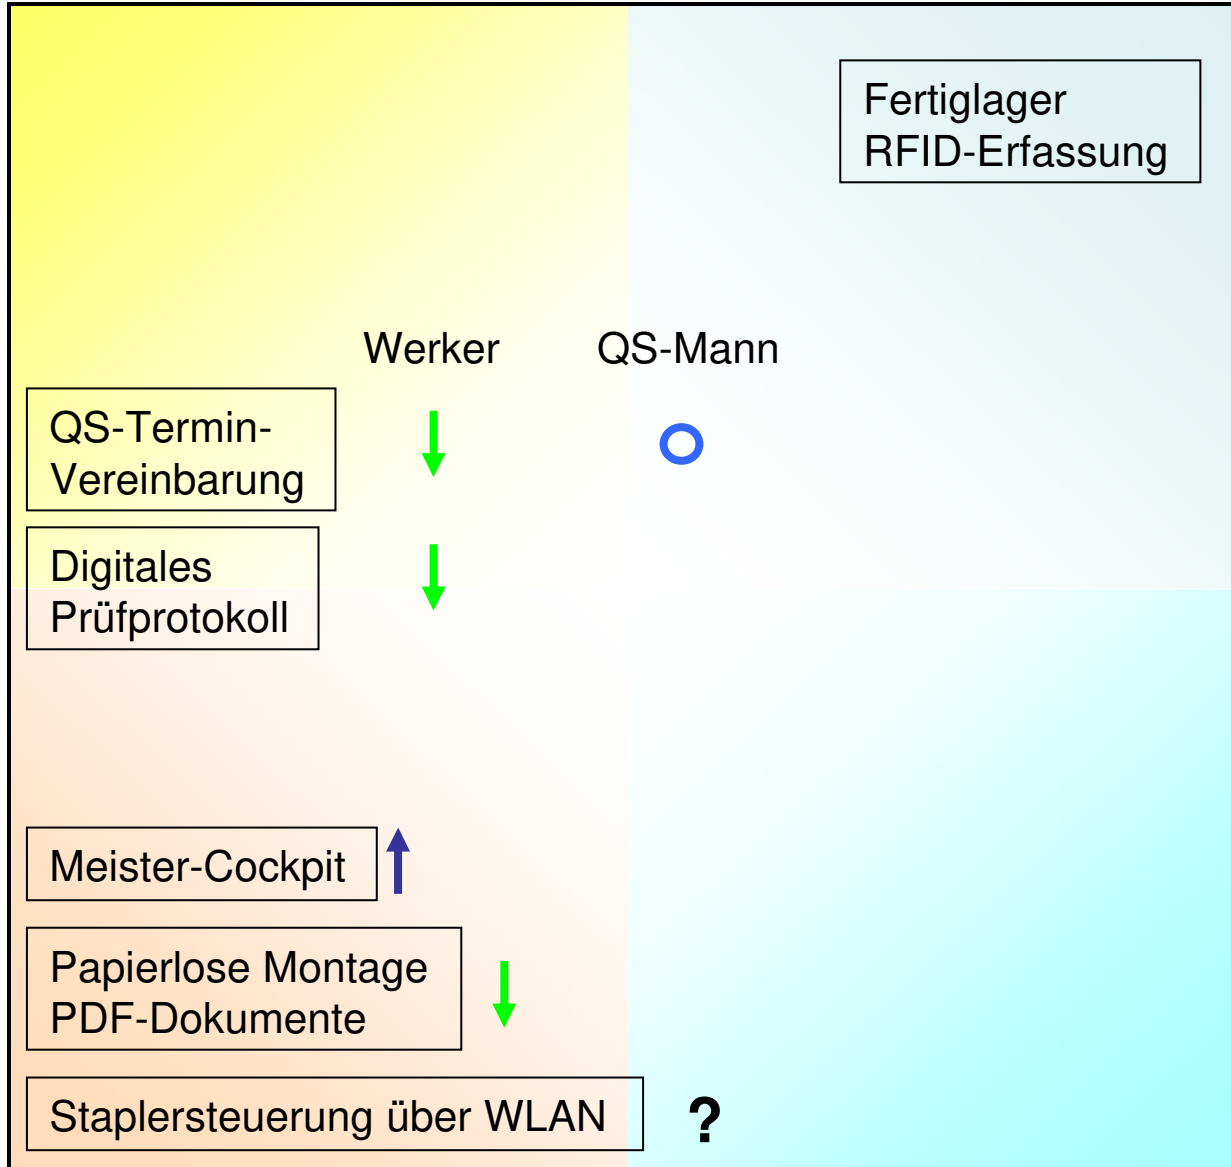 Fertiglager
RFID-Erfassung
Werker QS-Mann
QS-Termin-
Vereinbarung
Digitales
Prüfprotokoll
Meister-Cockpit
Papierlose Montage
PDF-Dokumente
Staplersteuerung über WLAN ?